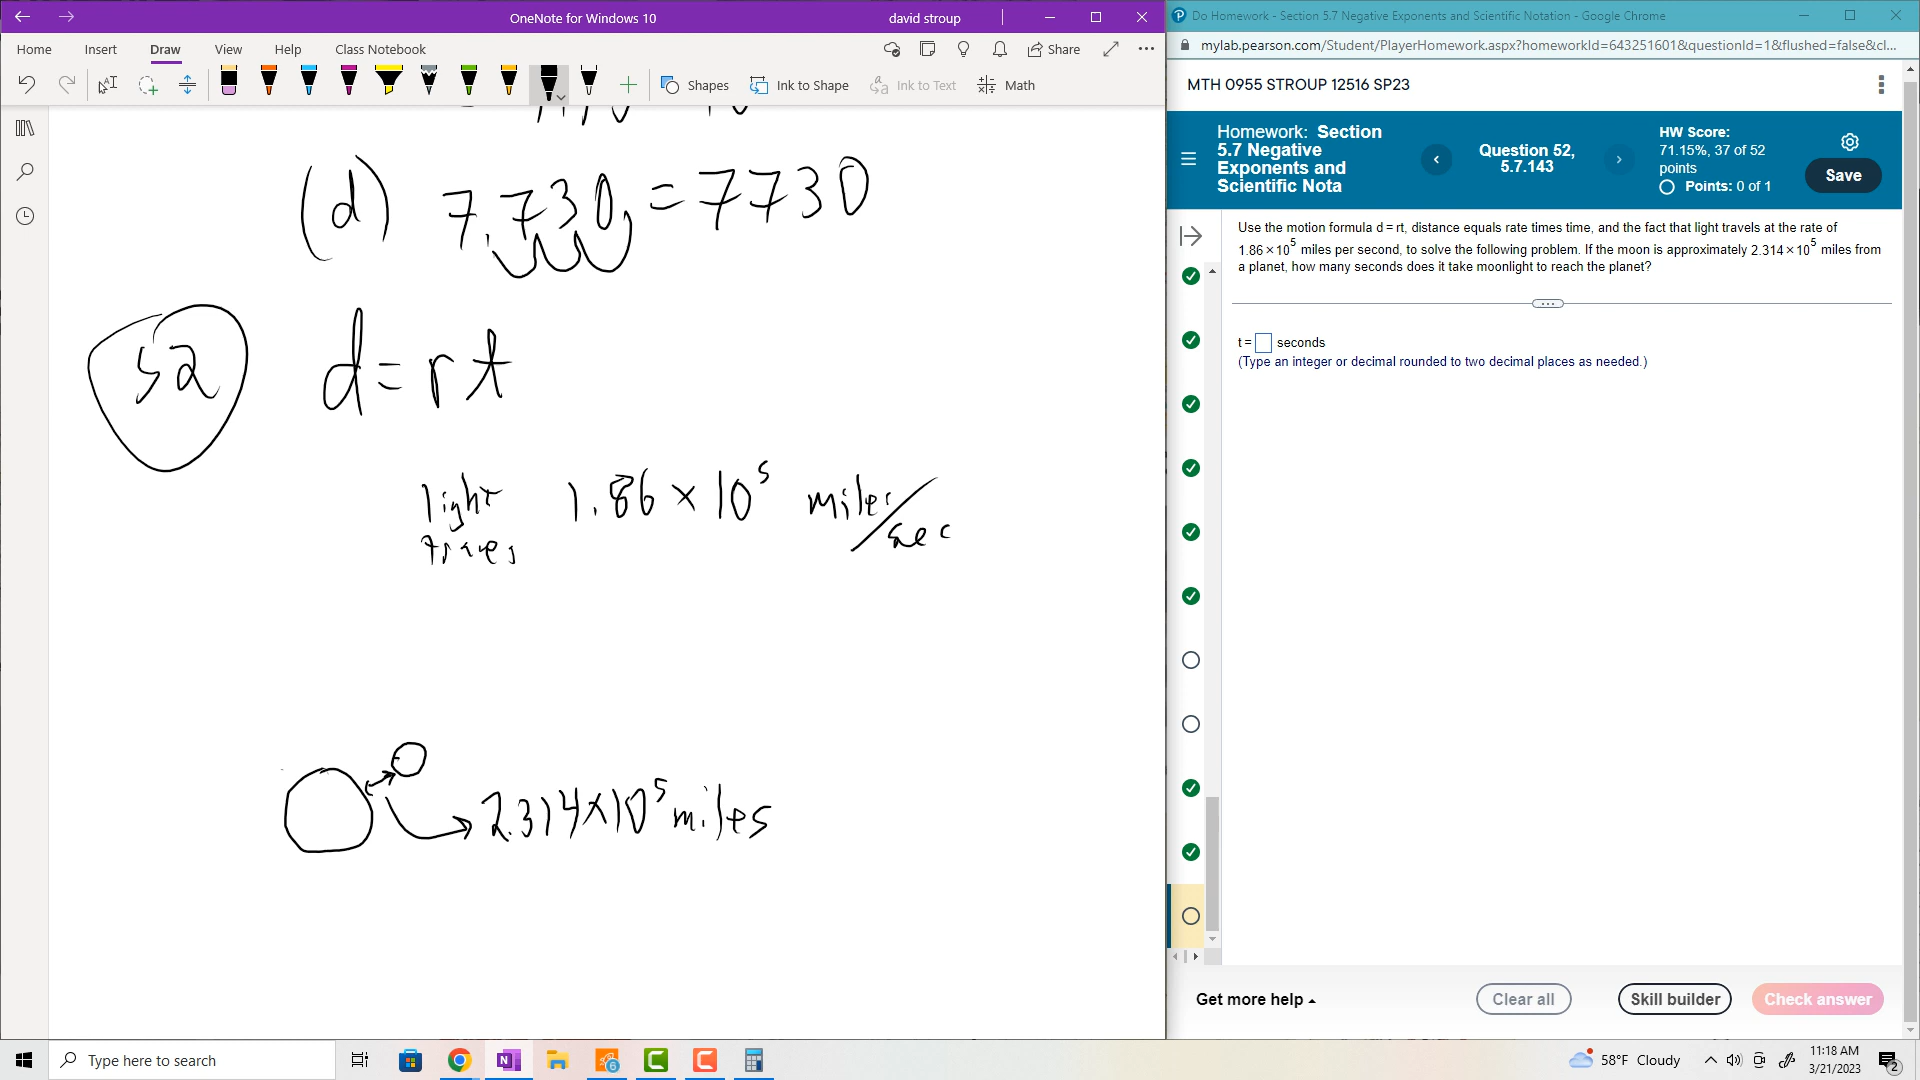 OneNote for Windows 10
david stroup
Home Insert Draw View Help Class Notebook
Share
Shapes Ink to Shape Ink to Text Math
(d) 7.730 = 7730
52 d = rt
light 1.86 × 10^5 miles/sec
2.314 × 10^5 miles
Do Homework - Section 5.7 Negative Exponents and Scientific Notation - Google Chrome
mylab.pearson.com/Student/PlayerHomework.aspx?homeworkId=643251601&questionId=1&flushed=false&cl...
MTH 0955 STROUP 12516 SP23
Homework: Section
5.7 Negative
Exponents and
Scientific Nota
Question 52,
5.7.143
HW Score:
71.15%, 37 of 52
points
Points: 0 of 1
Save
Use the motion formula d = rt, distance equals rate times time, and the fact that light travels at the rate of
1.86 × 10^5 miles per second, to solve the following problem. If the moon is approximately 2.314 × 10^5 miles from
a planet, how many seconds does it take moonlight to reach the planet?
t = seconds
(Type an integer or decimal rounded to two decimal places as needed.)
Get more help
Clear all
Skill builder
Check answer
Type here to search
6
58°F Cloudy
11:18 AM
3/21/2023
2